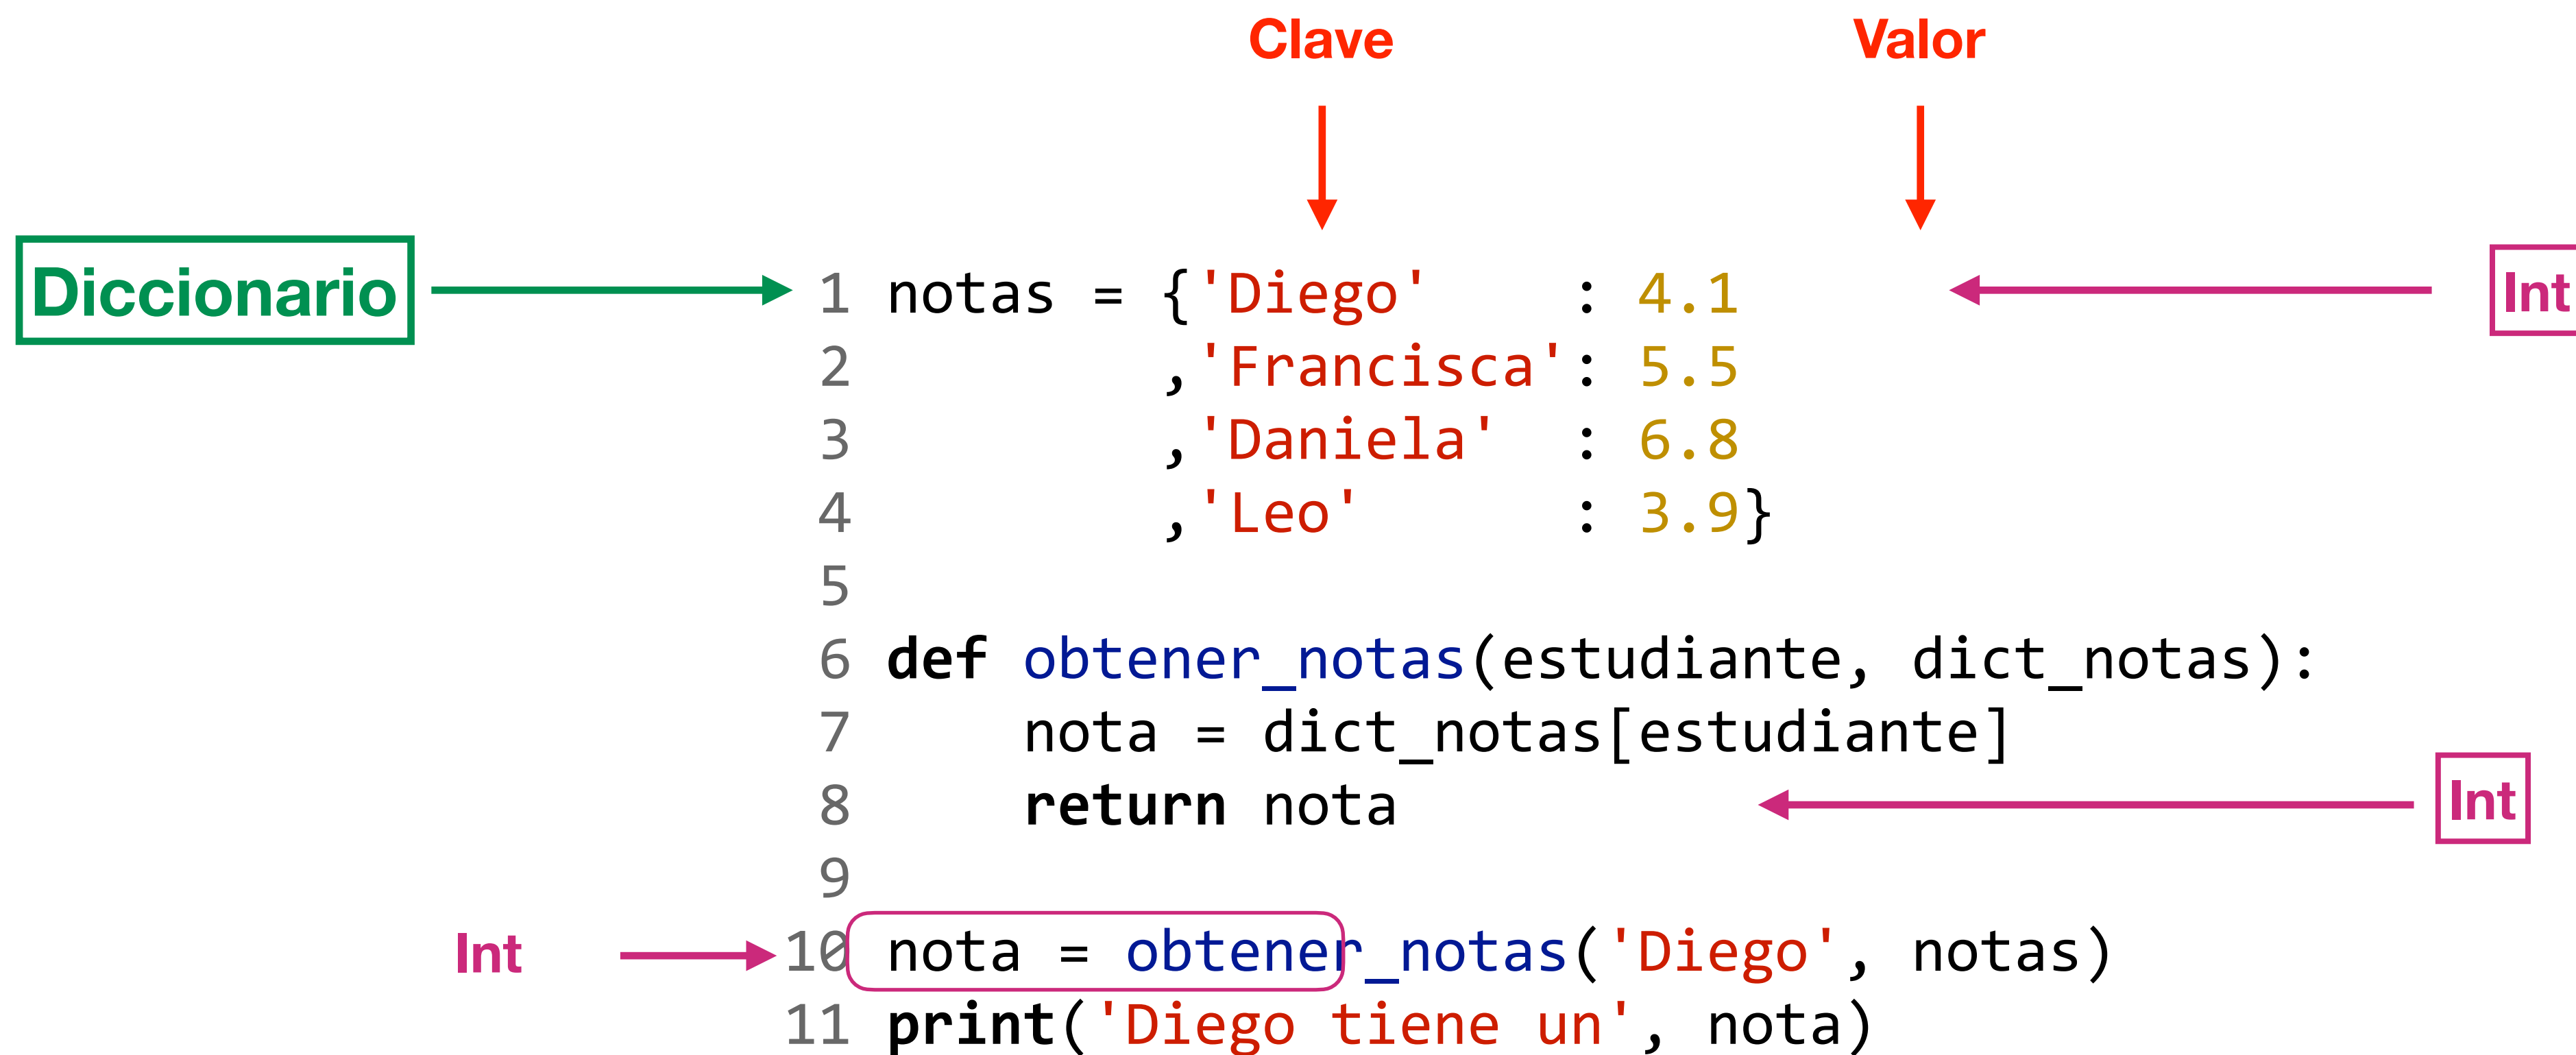 Clave Valor
Diccionario 1 notas = {'Diego' : 4.1 Int
2 ,'Francisca': 5.5
3 ,'Daniela' : 6.8
4 ,'Leo' : 3.9}
5
6 def obtener_notas(estudiante, dict_notas):
7 nota = dict_notas[estudiante]
8 return nota Int
9
Int 10 nota = obtener_notas('Diego', notas)
11 print('Diego tiene un', nota)